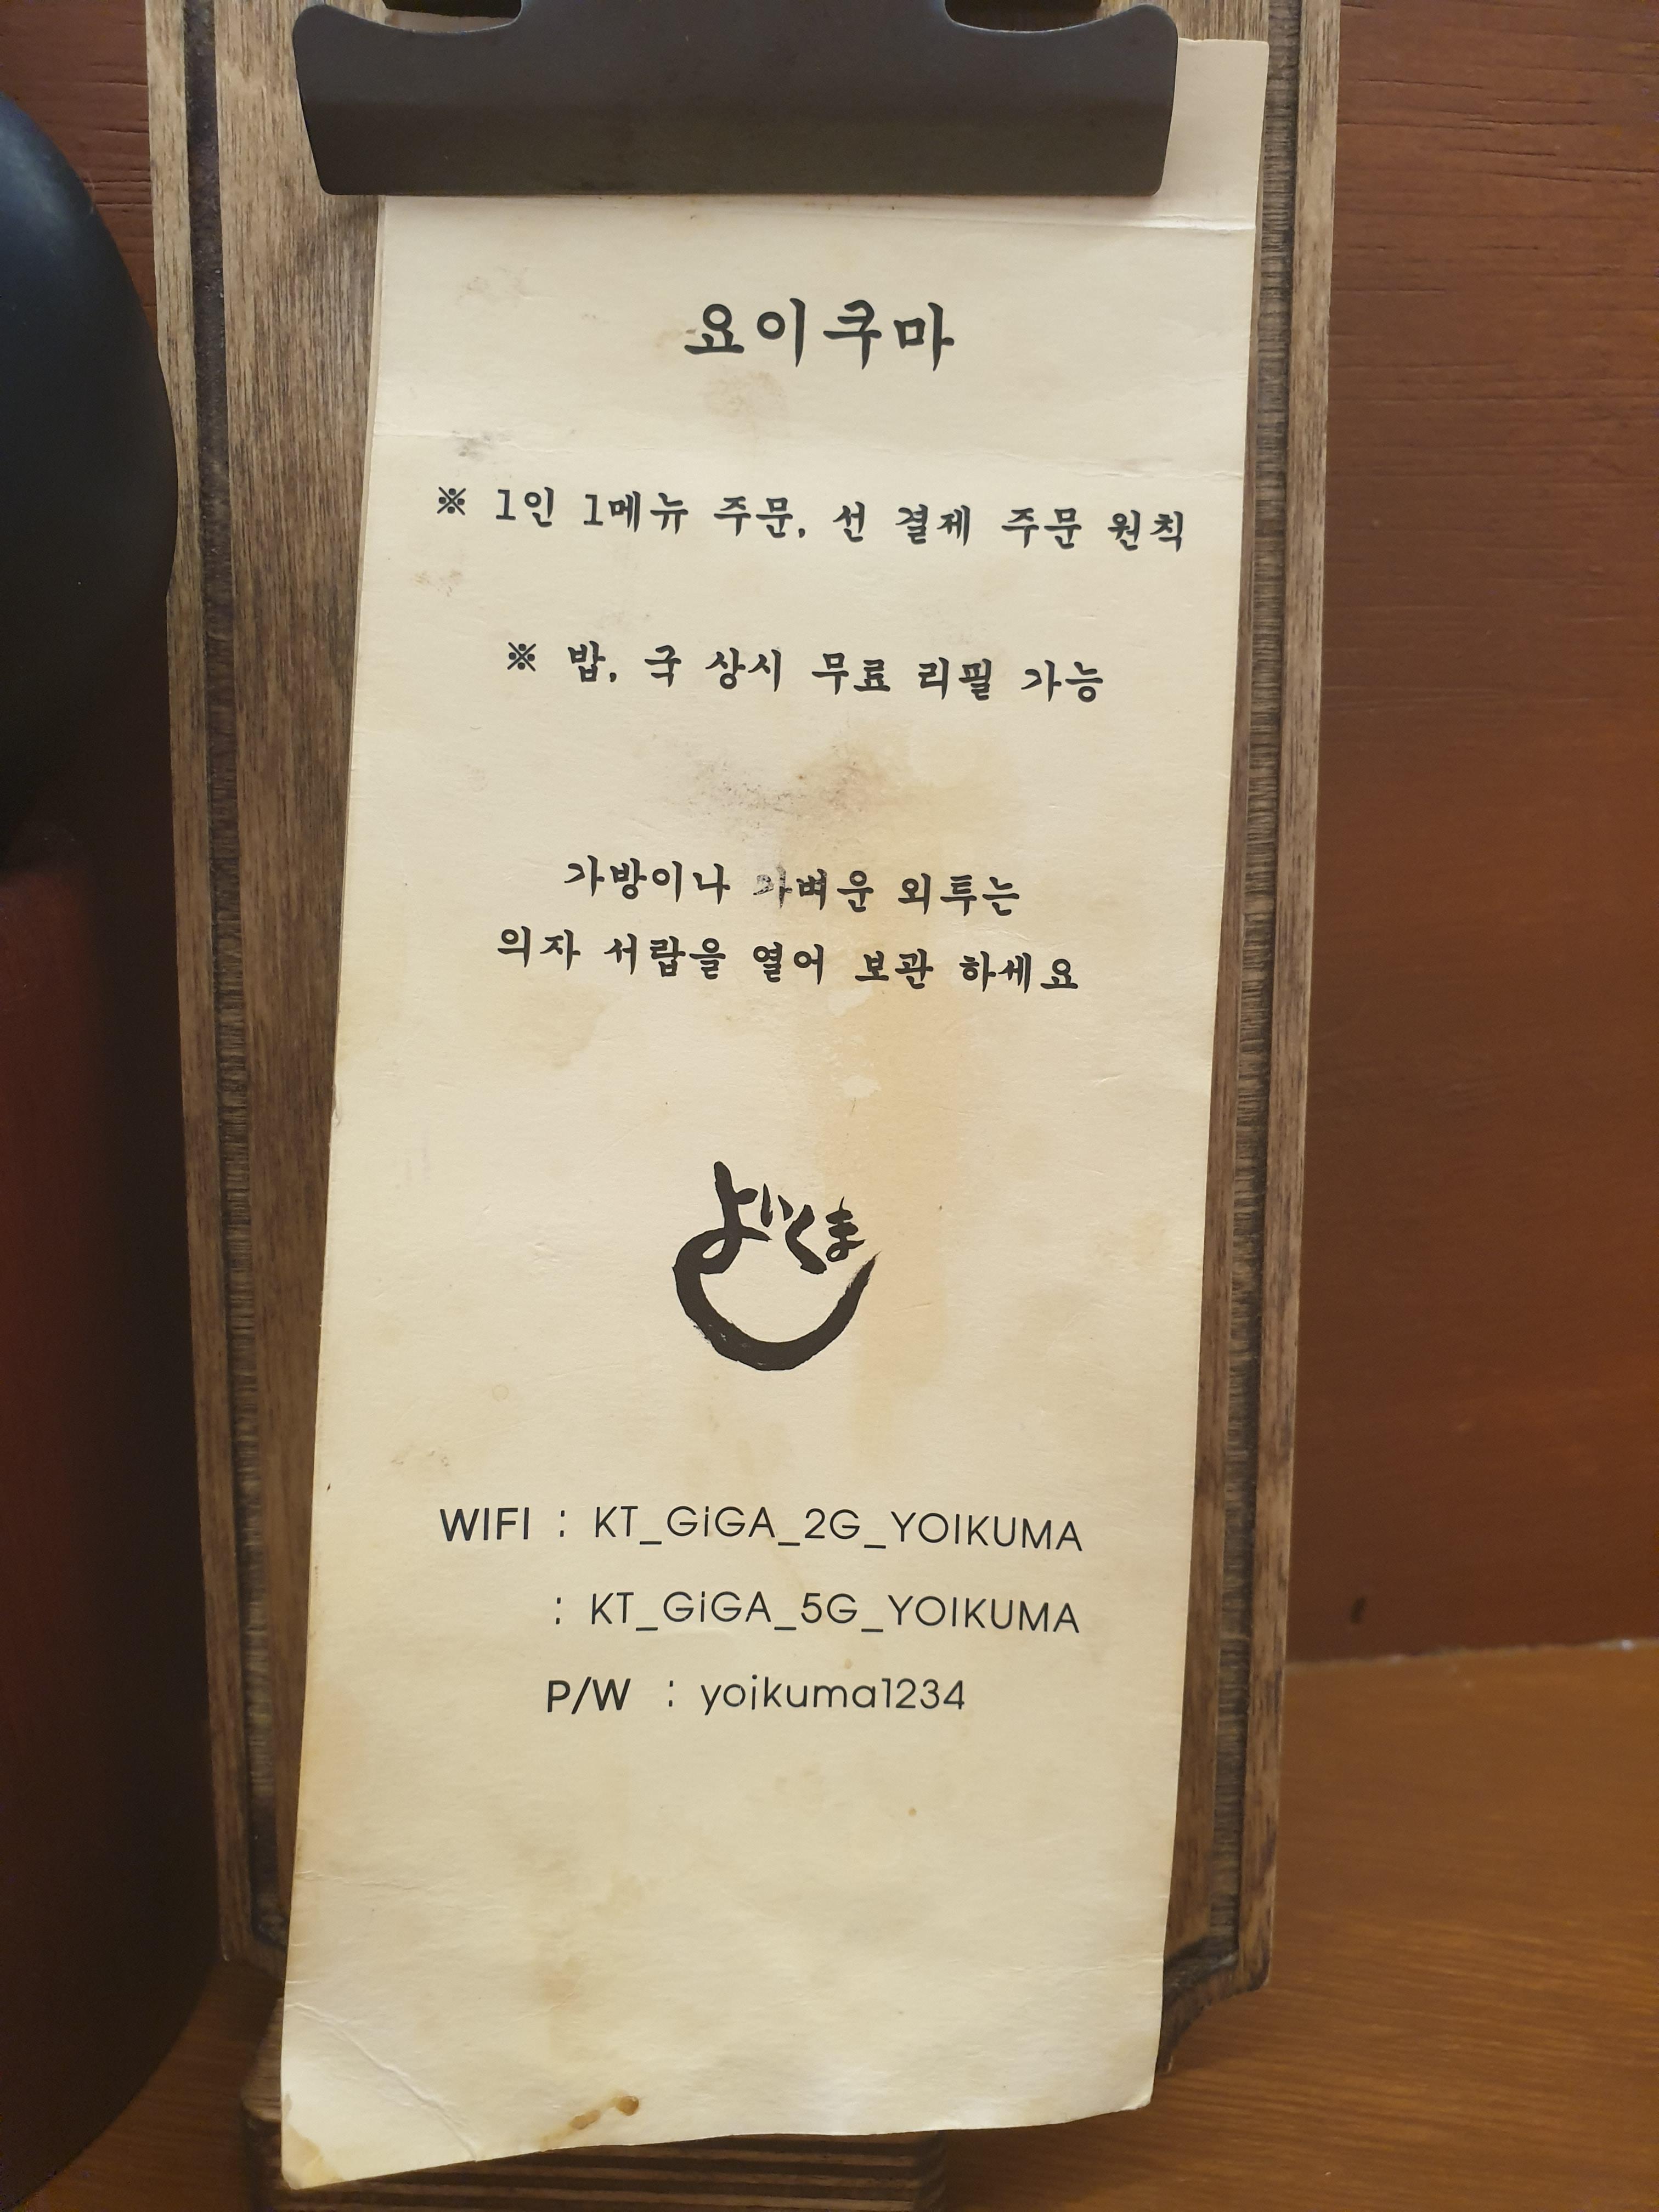 요이쿠마
※ 1인 1메뉴 주문, 선 결제 주문 원칙
※ 밥, 국 상시 무료 리필 가능
가방이나 가벼운 외투는
의자 서랍을 열어 보관 하세요
よいくま
WIFI : KT_GiGA_2G_YOIKUMA
: KT_GiGA_5G_YOIKUMA
P/W : yoikuma1234